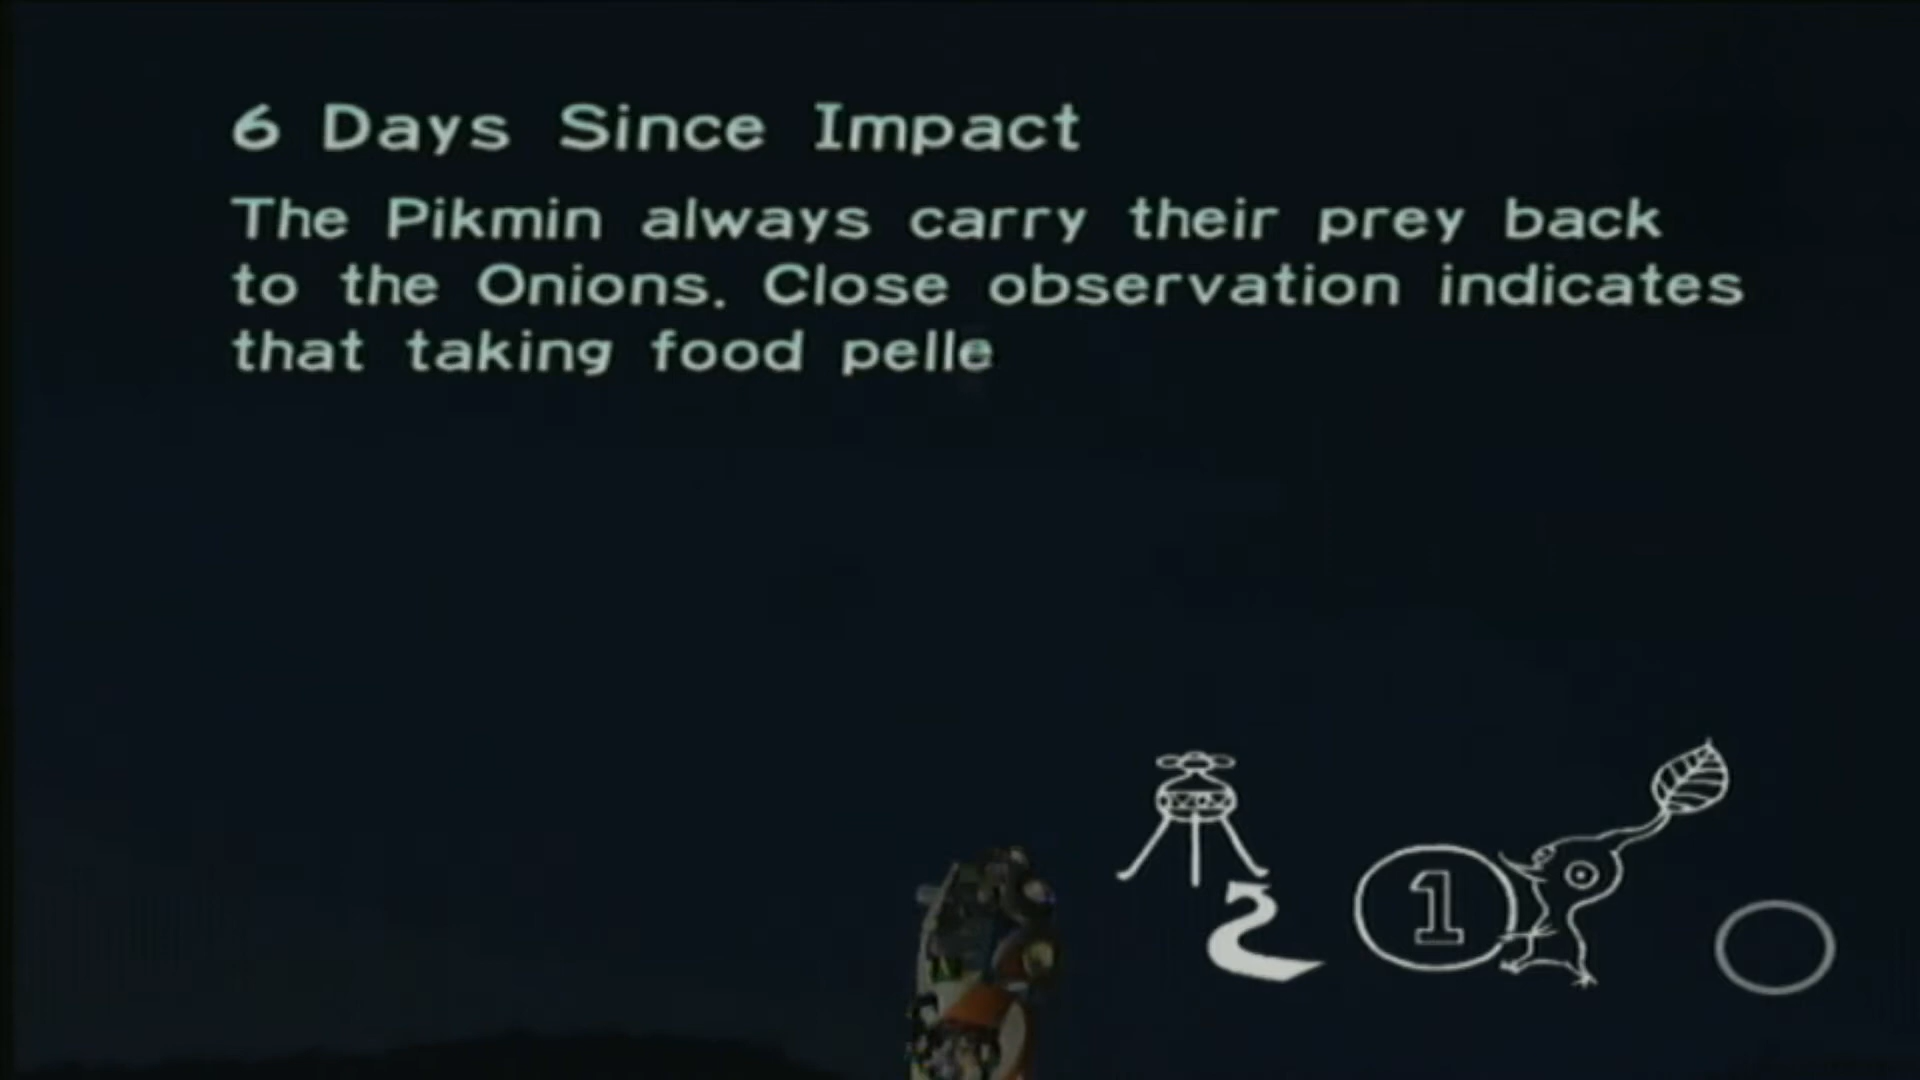 6 Days Since Impact
The Pikmin always carry their prey back
to the Onions. Close observation indicates
that taking food pelle
1